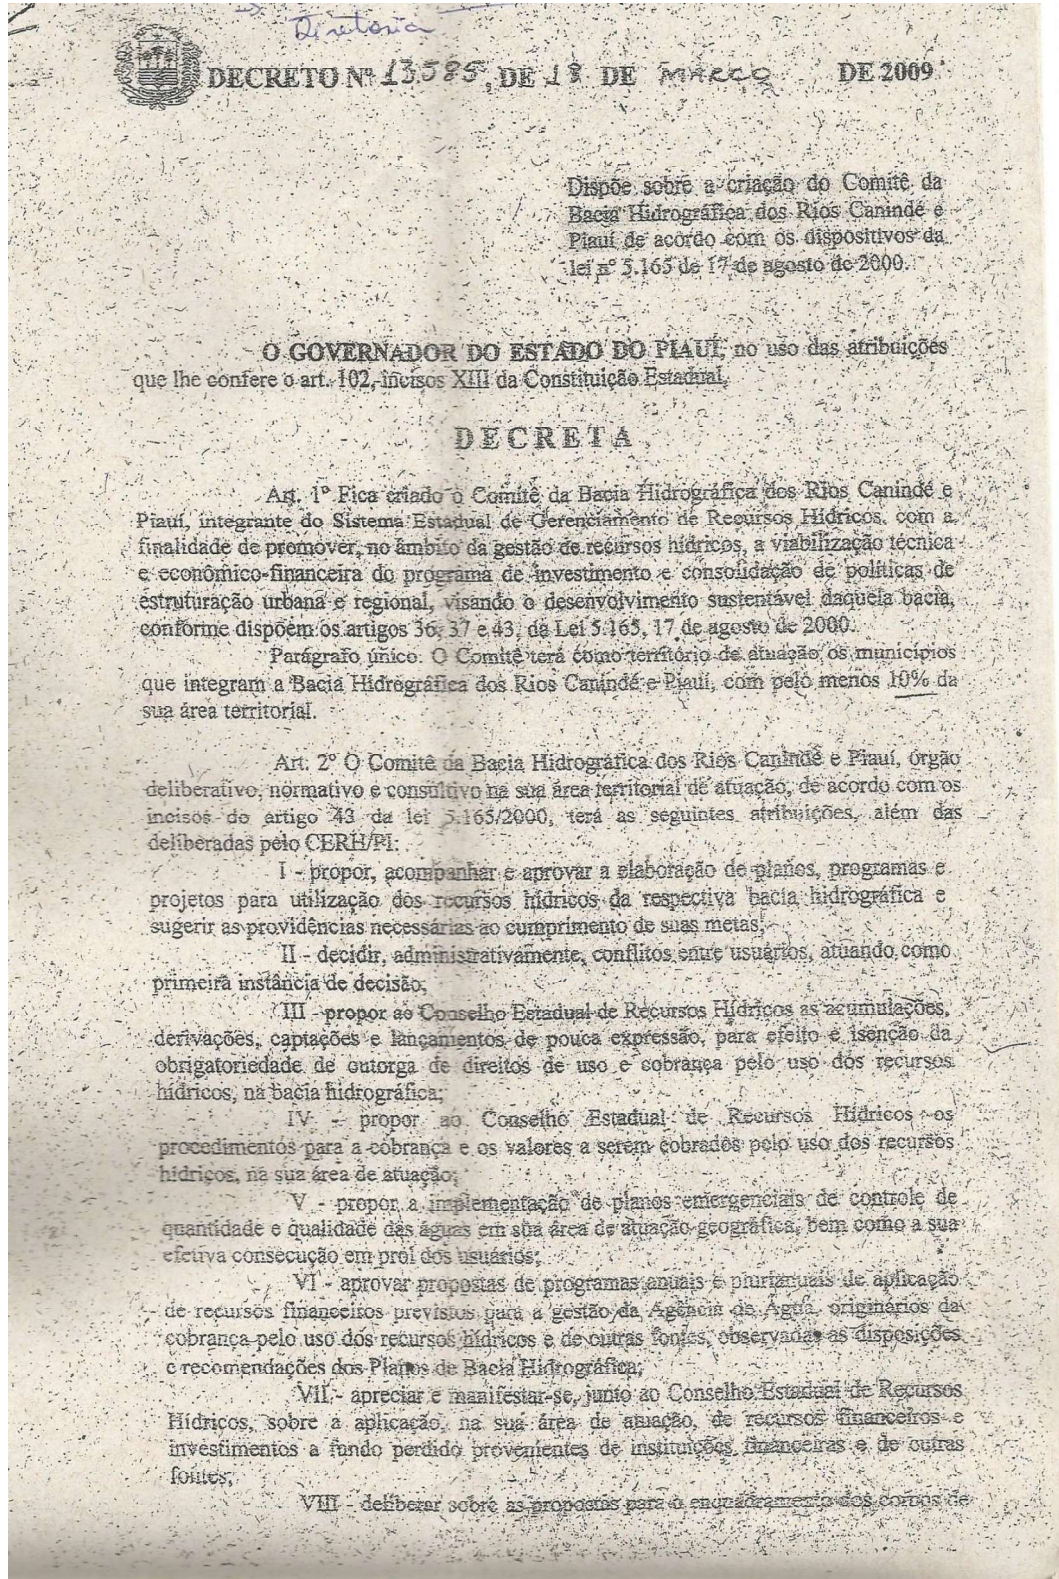 Diretoria
DECRETO Nº 13.585, DE 18 DE MARÇO DE 2009
Dispõe sobre a criação do Comitê da
Bacia Hidrográfica dos Rios Canindé e
Piauí de acordo com os dispositivos da
lei nº 5.165 de 17 de agosto de 2000.
O GOVERNADOR DO ESTADO DO PIAUÍ, no uso das atribuições
que lhe confere o art. 102, incisos XIII da Constituição Estadual,
DECRETA
Art. 1º Fica criado o Comitê da Bacia Hidrográfica dos Rios Canindé e
Piauí, integrante do Sistema Estadual de Gerenciamento de Recursos Hídricos, com a
finalidade de promover, no âmbito da gestão de recursos hídricos, a viabilização técnica
e econômico-financeira do programa de investimento e consolidação de políticas de
estruturação urbana e regional, visando o desenvolvimento sustentável daquela bacia,
conforme dispõem os artigos 36, 37 e 43, da Lei 5.165, 17 de agosto de 2000.
Parágrafo único. O Comitê terá como território de atuação os municípios
que integram a Bacia Hidrográfica dos Rios Canindé e Piauí, com pelo menos 10% da
sua área territorial.
Art. 2º O Comitê da Bacia Hidrográfica dos Rios Canindé e Piauí, órgão
deliberativo, normativo e consultivo na sua área territorial de atuação, de acordo com os
incisos do artigo 43 da lei 5.165/2000, terá as seguintes atribuições, além das
deliberadas pelo CERH/PI:
I - propor, acompanhar e aprovar a elaboração de planos, programas e
projetos para utilização dos recursos hídricos da respectiva bacia hidrográfica e
sugerir as providências necessárias ao cumprimento de suas metas;
II - decidir, administrativamente, conflitos entre usuários, atuando como
primeira instância de decisão;
III - propor ao Conselho Estadual de Recursos Hídricos as acumulações,
derivações, captações e lançamentos de pouca expressão, para efeito e isenção da
obrigatoriedade de outorga de direitos de uso e cobrança pelo uso dos recursos
hídricos, na bacia hidrográfica;
IV - propor ao Conselho Estadual de Recursos Hídricos os
procedimentos para a cobrança e os valores a serem cobrados pelo uso dos recursos
hídricos, na sua área de atuação;
V - propor a implementação de planos emergenciais de controle de
quantidade e qualidade das águas em sua área de atuação geográfica, bem como a sua
efetiva consecução em prol dos usuários;
VI - aprovar propostas de programas anuais e plurianuais de aplicação
de recursos financeiros previstos para a gestão da Agência de Água, originários da
cobrança pelo uso dos recursos hídricos e de outras fontes, observadas as disposições
e recomendações dos Planos de Bacia Hidrográfica;
VII - apreciar e manifestar-se, junto ao Conselho Estadual de Recursos
Hídricos, sobre a aplicação, na sua área de atuação, de recursos financeiros e
investimentos a fundo perdido provenientes de instituições financeiras e de outras
fontes;
VIII - deliberar sobre as propostas para o enquadramento dos corpos de